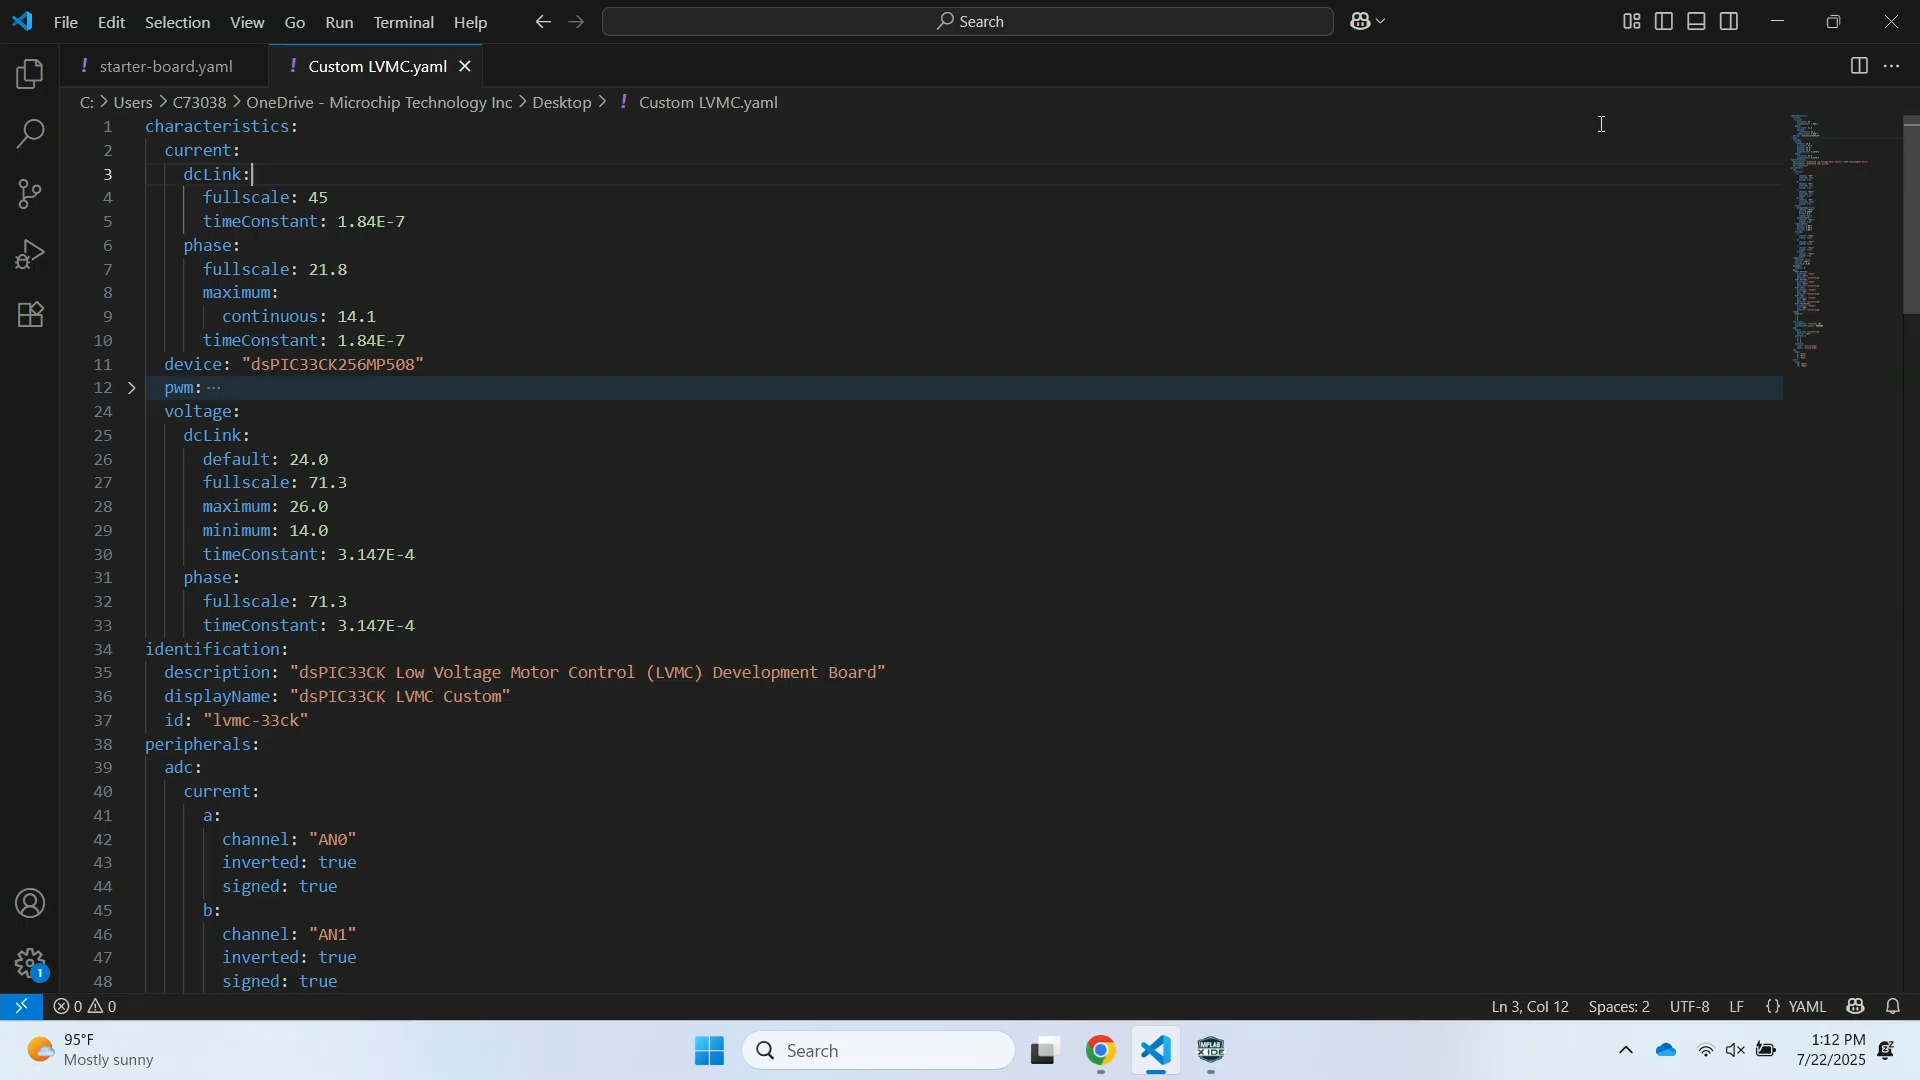 File Edit Selection View Go Run Terminal Help Search
starter-board.yaml Custom LVMC.yaml
C: > Users > C73038 > OneDrive - Microchip Technology Inc > Desktop > ! Custom LVMC.yaml
1 characteristics:
2 current:
3 dcLink:
4 fullscale: 45
5 timeConstant: 1.84E-7
6 phase:
7 fullscale: 21.8
8 maximum:
9 continuous: 14.1
10 timeConstant: 1.84E-7
11 device: "dsPIC33CK256MP508"
12 pwm: ...
24 voltage:
25 dcLink:
26 default: 24.0
27 fullscale: 71.3
28 maximum: 26.0
29 minimum: 14.0
30 timeConstant: 3.147E-4
31 phase:
32 fullscale: 71.3
33 timeConstant: 3.147E-4
34 identification:
35 description: "dsPIC33CK Low Voltage Motor Control (LVMC) Development Board"
36 displayName: "dsPIC33CK LVMC Custom"
37 id: "lvmc-33ck"
38 peripherals:
39 adc:
40 current:
41 a:
42 channel: "AN0"
43 inverted: true
44 signed: true
45 b:
46 channel: "AN1"
47 inverted: true
48 signed: true
1
0 0 Ln 3, Col 12 Spaces: 2 UTF-8 LF {} YAML
95°F
Mostly sunny
Search
MPLAB
X IDE
1:12 PM
7/22/2025